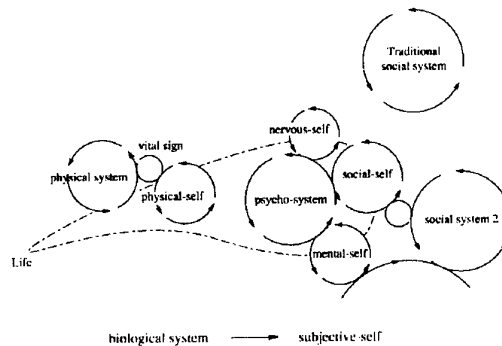 Traditional
social system
nervous-self
vital sign
physical system
physical-self
psycho-system
social-self
social system 2
mental-self
Life
biological system
subjective-self